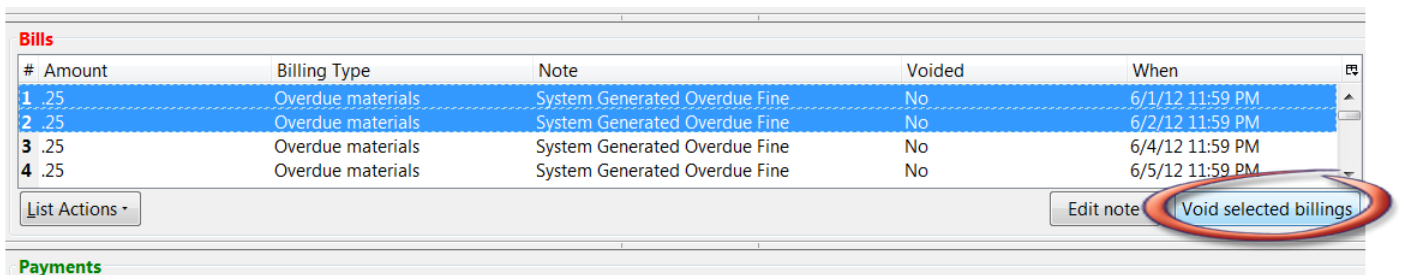 Bills
# Amount Billing Type Note Voided When
1 .25 Overdue materials System Generated Overdue Fine No 6/1/12 11:59 PM
2 .25 Overdue materials System Generated Overdue Fine No 6/2/12 11:59 PM
3 .25 Overdue materials System Generated Overdue Fine No 6/4/12 11:59 PM
4 .25 Overdue materials System Generated Overdue Fine No 6/5/12 11:59 PM
List Actions Edit note Void selected billings
Payments